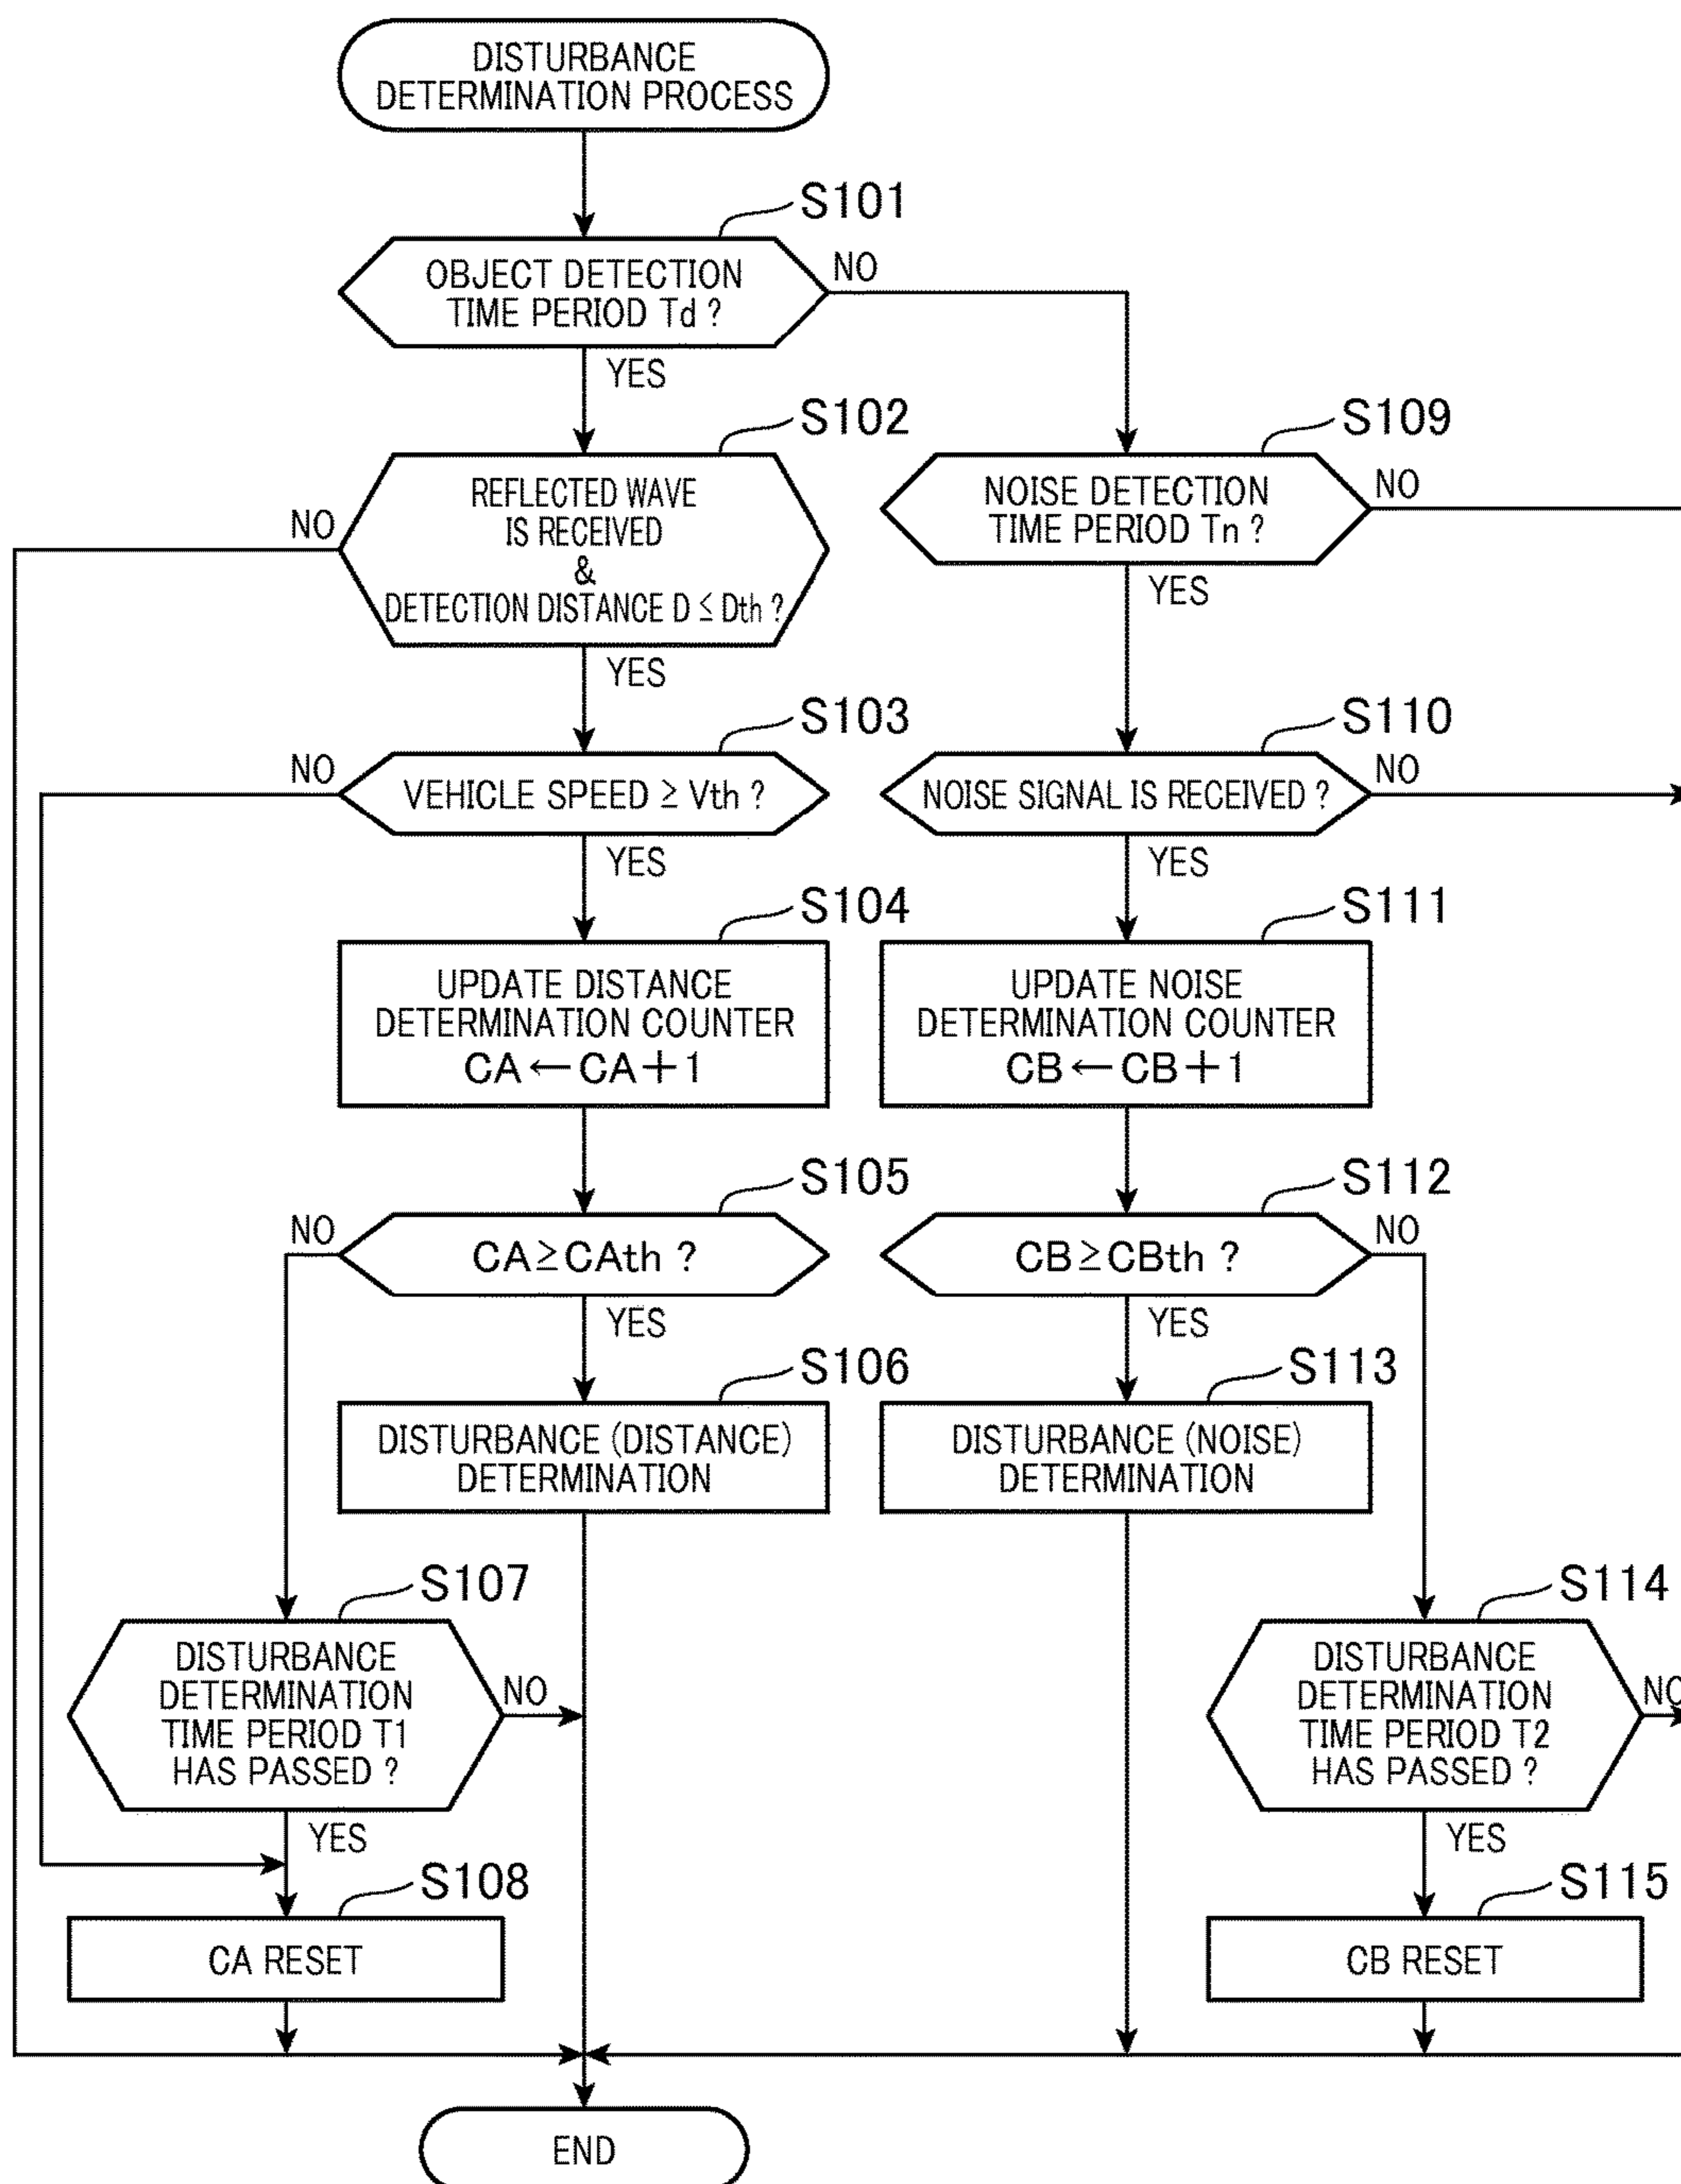 DISTURBANCE
DETERMINATION PROCESS
S101
OBJECT DETECTION
TIME PERIOD Td ?
NO
YES
S102
REFLECTED WAVE
IS RECEIVED
&
DETECTION DISTANCE D ≤ Dth ?
NO
YES
S109
NOISE DETECTION
TIME PERIOD Tn ?
NO
YES
S103
VEHICLE SPEED ≥ Vth ?
NO
YES
S110
NOISE SIGNAL IS RECEIVED ?
NO
YES
S104
UPDATE DISTANCE
DETERMINATION COUNTER
CA ← CA + 1
S111
UPDATE NOISE
DETERMINATION COUNTER
CB ← CB + 1
S105
CA ≥ CAth ?
NO
YES
S112
CB ≥ CBth ?
NO
YES
S106
DISTURBANCE (DISTANCE)
DETERMINATION
S113
DISTURBANCE (NOISE)
DETERMINATION
S107
DISTURBANCE
DETERMINATION
TIME PERIOD T1
HAS PASSED ?
NO
YES
S114
DISTURBANCE
DETERMINATION
TIME PERIOD T2
HAS PASSED ?
NO
YES
S108
CA RESET
S115
CB RESET
END